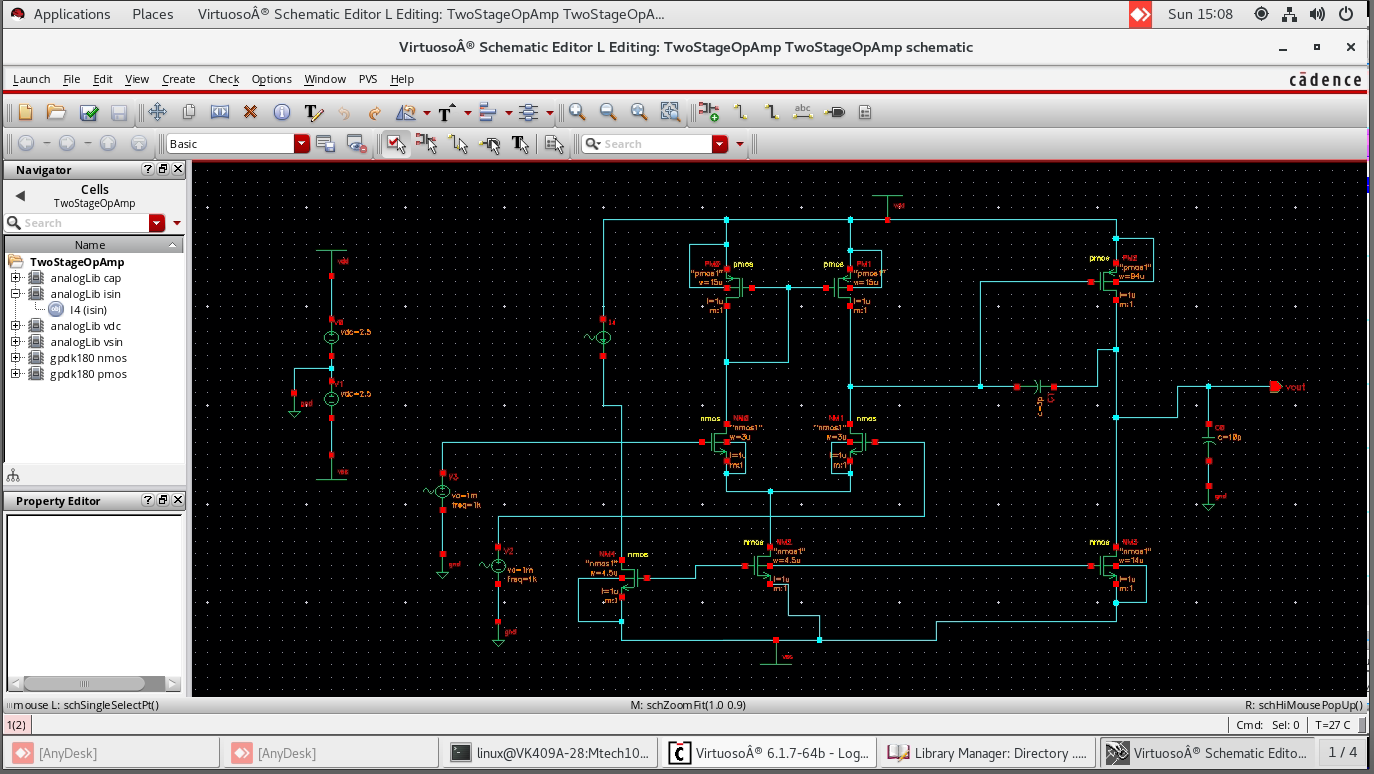 Applications Places VirtuosoÂ® Schematic Editor L Editing: TwoStageOpAmp TwoStageOpA... Sun 15:08
VirtuosoÂ® Schematic Editor L Editing: TwoStageOpAmp TwoStageOpAmp schematic
Launch File Edit View Create Check Options Window PVS Help
cādence
Basic
Search
Navigator
Cells
TwoStageOpAmp
Search
Name
TwoStageOpAmp
analogLib cap
analogLib isin
I4 (isin)
analogLib vdc
analogLib vsin
gpdk180 nmos
gpdk180 pmos
Property Editor
vdd
vdd
V0
vdc=2.5
V1
vdc=2.5
gnd
vss
I4
PM0 pmos
"pmos1"
w=15u
l=1u
m:1
pmos PM1
"pmos1"
w=15u
l=1u
m:1
pmos PM2
"pmos1"
w=94u
l=1u
m:1
nmos NM0
"nmos1"
w=3u
l=1u
m:1
NM1 nmos
"nmos1"
w=3u
l=1u
m:1
vout
C0
c=10p
gnd
V3
va=1m
freq=1k
gnd
V2
va=1m
freq=1k
gnd
NM4 nmos
"nmos1"
w=4.5u
l=1u
m:1
nmos NM2
"nmos1"
w=4.5u
l=1u
m:1
nmos NM3
"nmos1"
w=14u
l=1u
m:1
vss
mouse L: schSingleSelectPt() M: schZoomFit(1.0 0.9) R: schHiMousePopUp()
1(2) Cmd: Sel: 0 T=27 C
[AnyDesk] [AnyDesk] linux@VK409A-28:Mtech10... VirtuosoÂ® 6.1.7-64b - Log... Library Manager: Directory ..... VirtuosoÂ® Schematic Edito... 1 / 4